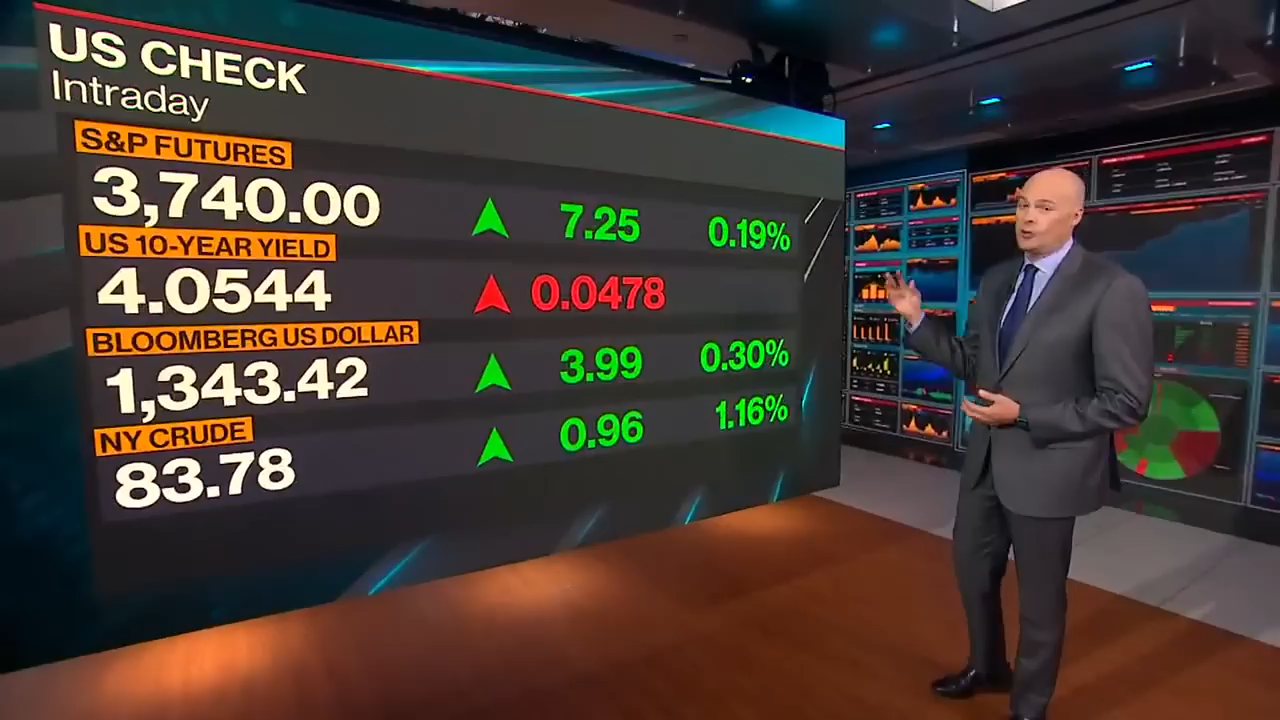 US CHECK
Intraday
S&P FUTURES
3,740.00 7.25 0.19%
US 10-YEAR YIELD
4.0544 0.0478
BLOOMBERG US DOLLAR
1,343.42 3.99 0.30%
NY CRUDE
83.78 0.96 1.16%